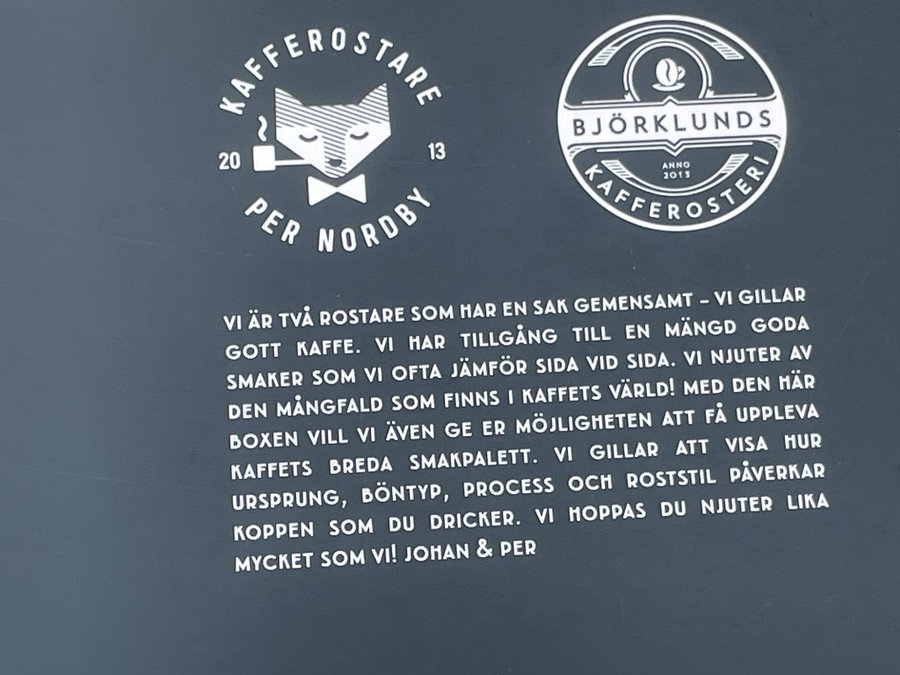 KAFFEROSTARE
20 13
PER NORDBY
BJÖRKLUNDS
ANNO
2013
KAFFEROSTERI
VI ÄR TVÅ ROSTARE SOM HAR EN SAK GEMENSAMT – VI GILLAR
GOTT KAFFE. VI HAR TILLGÅNG TILL EN MÄNGD GODA
SMAKER SOM VI OFTA JÄMFÖR SIDA VID SIDA. VI NJUTER AV
DEN MÅNGFALD SOM FINNS I KAFFETS VÄRLD! MED DEN HÄR
BOXEN VILL VI ÄVEN GE ER MÖJLIGHETEN ATT FÅ UPPLEVA
KAFFETS BREDA SMAKPALETT. VI GILLAR ATT VISA HUR
URSPRUNG, BÖNTYP, PROCESS OCH ROSTSTIL PÅVERKAR
KOPPEN SOM DU DRICKER. VI HOPPAS DU NJUTER LIKA
MYCKET SOM VI! JOHAN & PER